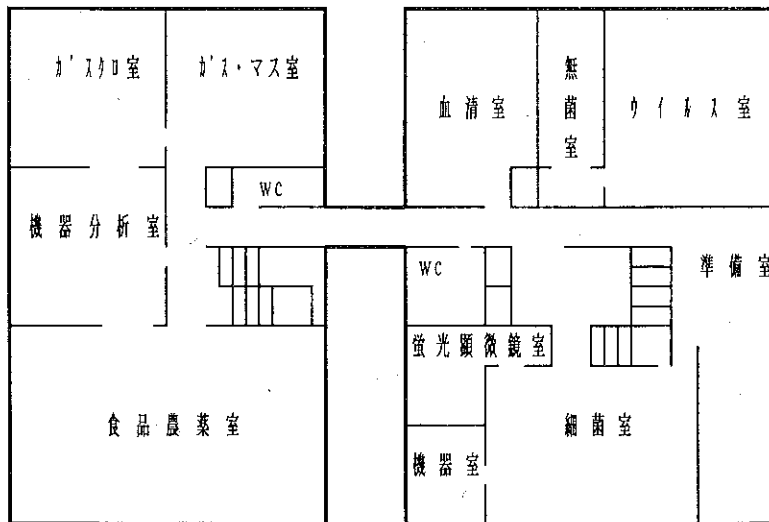 ガスクロ室
ガス・マス室
血清室
無菌室
ウイルス室
WC
機器分析室
WC
準備室
蛍光顕微鏡室
食品農薬室
細菌室
機器室